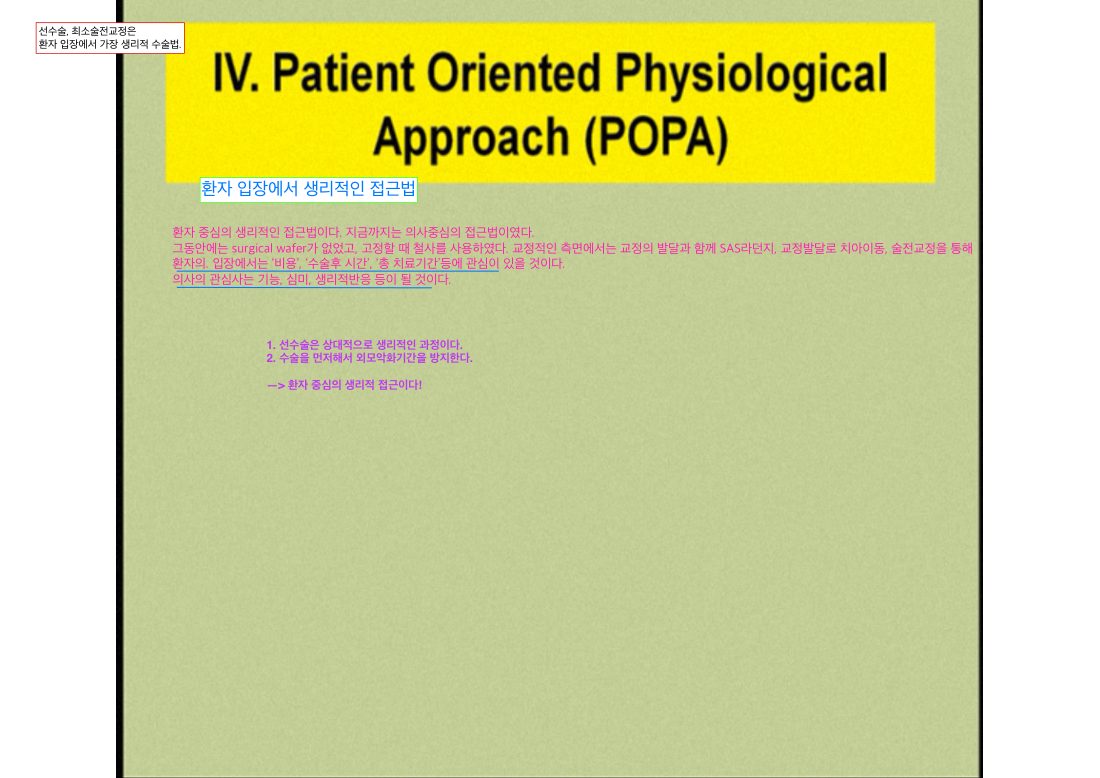 선수술, 최소술전교정은
환자 입장에서 가장 생리적 수술법.
IV. Patient Oriented Physiological
Approach (POPA)
환자 입장에서 생리적인 접근법
환자 중심의 생리적인 접근법이다. 지금까지는 의사중심의 접근법이였다.
그동안에는 surgical wafer가 없었고, 고정할 때 철사를 사용하였다. 교정적인 측면에서는 교정의 발달과 함께 SAS라던지, 교정발달로 치아이동, 술전교정을 통해
환자의. 입장에서는 '비용', '수술후 시간', '총 치료기간'등에 관심이 있을 것이다.
의사의 관심사는 기능, 심미, 생리적반응 등이 될 것이다.
1. 선수술은 상대적으로 생리적인 과정이다.
2. 수술을 먼저해서 외모악화기간을 방지한다.
—> 환자 중심의 생리적 접근이다!